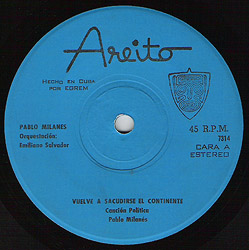 Areito
HECHO EN CUBA
POR EGREM
PABLO MILANES
Orquestación:
Emiliano Salvador
45 R.P.M.
7314
CARA A
ESTEREO
VUELVE A SACUDIRSE EL CONTINENTE
Canción Política
Pablo Milanés